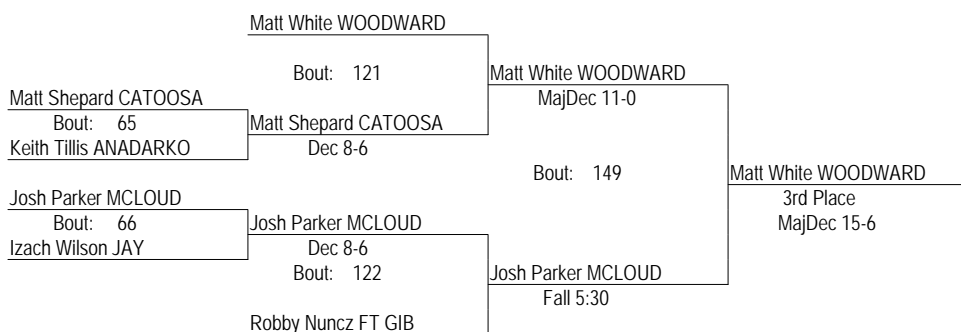 Matt White WOODWARD
Bout: 121
Matt White WOODWARD
MajDec 11-0
Matt Shepard CATOOSA
Bout: 65
Matt Shepard CATOOSA
Keith Tillis ANADARKO
Dec 8-6
Bout: 149
Matt White WOODWARD
3rd Place
MajDec 15-6
Josh Parker MCLOUD
Bout: 66
Josh Parker MCLOUD
Izach Wilson JAY
Dec 8-6
Bout: 122
Josh Parker MCLOUD
Fall 5:30
Robby Nuncz FT GIB